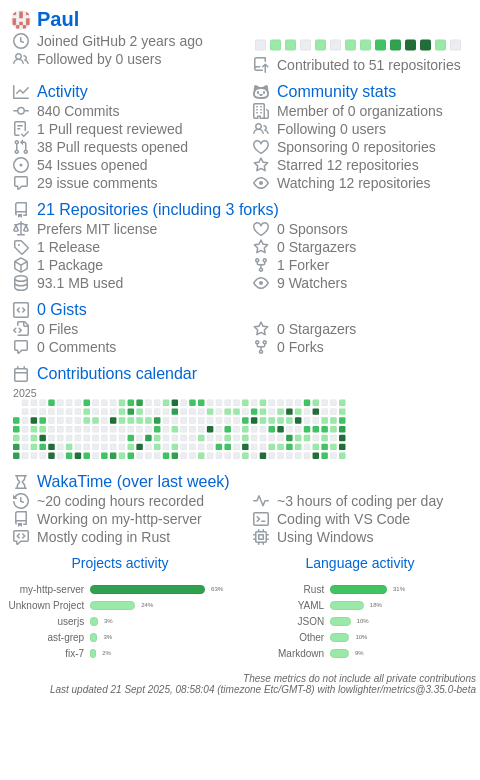 Paul
Joined GitHub 2 years ago
Followed by 0 users
Contributed to 51 repositories
Activity
840 Commits
1 Pull request reviewed
38 Pull requests opened
54 Issues opened
29 issue comments
Community stats
Member of 0 organizations
Following 0 users
Sponsoring 0 repositories
Starred 12 repositories
Watching 12 repositories
21 Repositories (including 3 forks)
Prefers MIT license
1 Release
1 Package
93.1 MB used
0 Sponsors
0 Stargazers
1 Forker
9 Watchers
0 Gists
0 Files
0 Comments
0 Stargazers
0 Forks
Contributions calendar
2025
WakaTime (over last week)
~20 coding hours recorded
Working on my-http-server
Mostly coding in Rust
~3 hours of coding per day
Coding with VS Code
Using Windows
Projects activity
my-http-server 63%
Unknown Project 24%
userjs 3%
ast-grep 3%
fix-7 2%
Language activity
Rust 31%
YAML 18%
JSON 10%
Other 10%
Markdown 9%
These metrics do not include all private contributions
Last updated 21 Sept 2025, 08:58:04 (timezone Etc/GMT-8) with lowlighter/metrics@3.35.0-beta